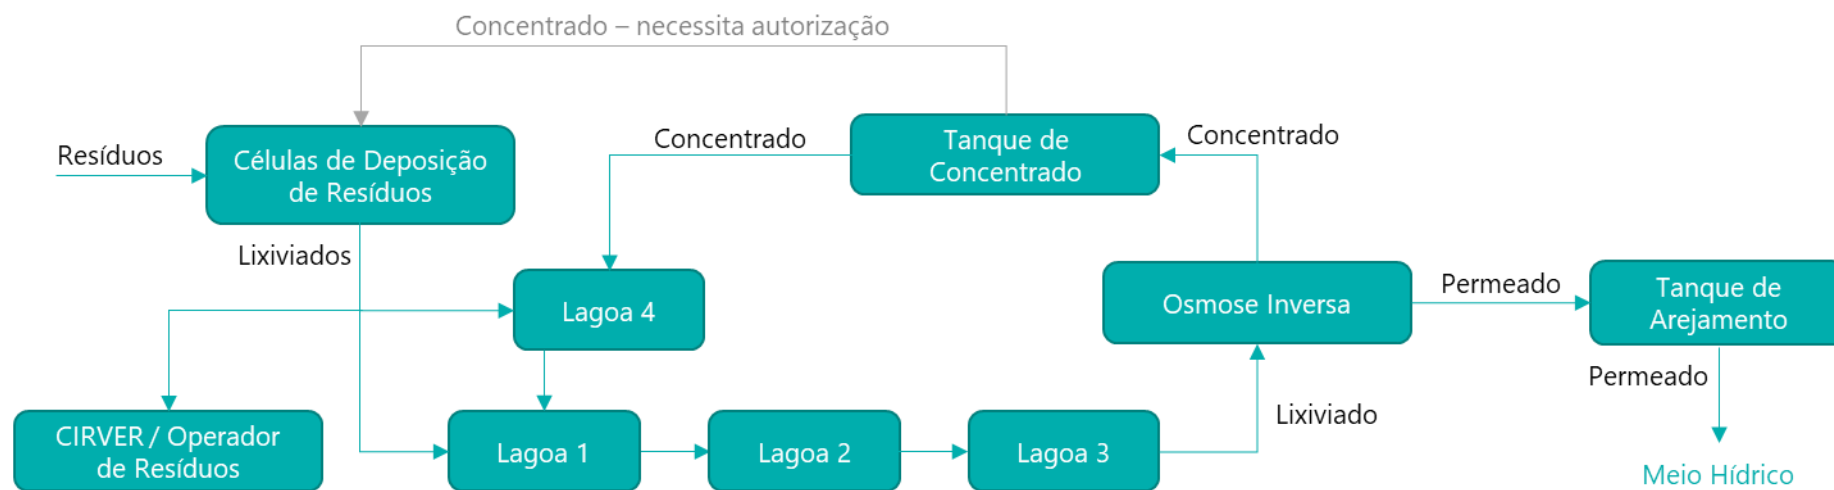 Concentrado – necessita autorização
Resíduos
Células de Deposição
de Resíduos
Concentrado
Tanque de
Concentrado
Concentrado
Lixiviados
Lagoa 4
Osmose Inversa
Permeado
Tanque de
Arejamento
CIRVER / Operador
de Resíduos
Lagoa 1
Lagoa 2
Lagoa 3
Lixiviado
Permeado
Meio Hídrico